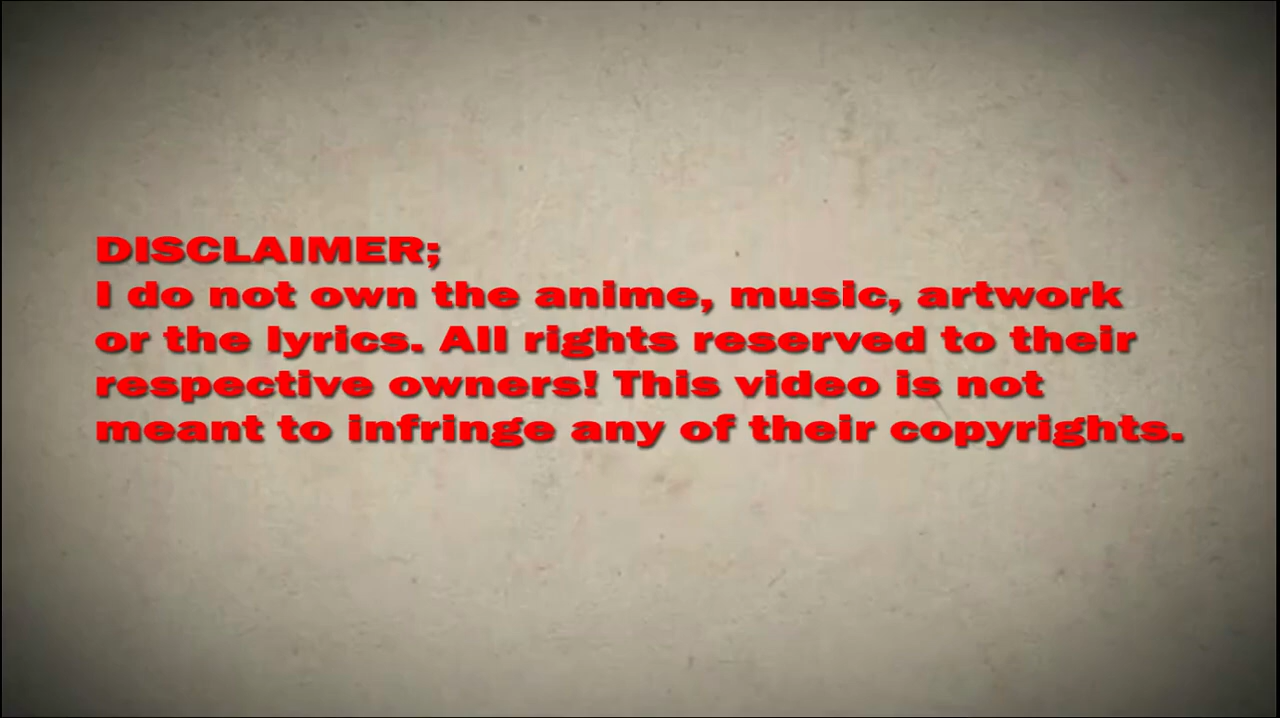 DISCLAIMER;
I do not own the anime, music, artwork
or the lyrics. All rights reserved to their
respective owners! This video is not
meant to infringe any of their copyrights.